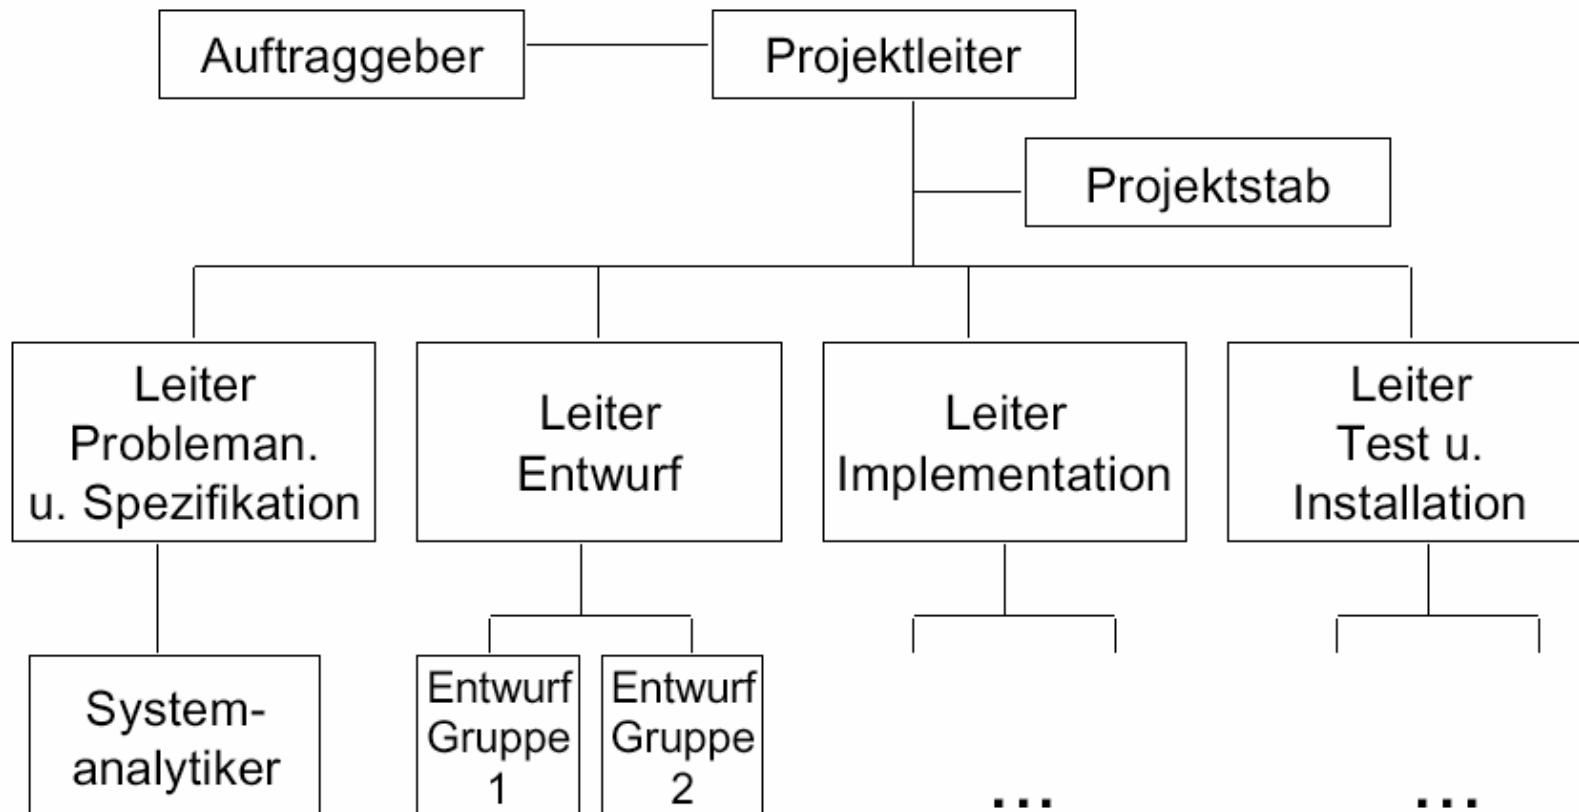 Auftraggeber
Projektleiter
Projektstab
Leiter
Probleman.
u. Spezifikation
Leiter
Entwurf
Leiter
Implementation
Leiter
Test u.
Installation
System-
analytiker
Entwurf
Gruppe
1
Entwurf
Gruppe
2
...
...